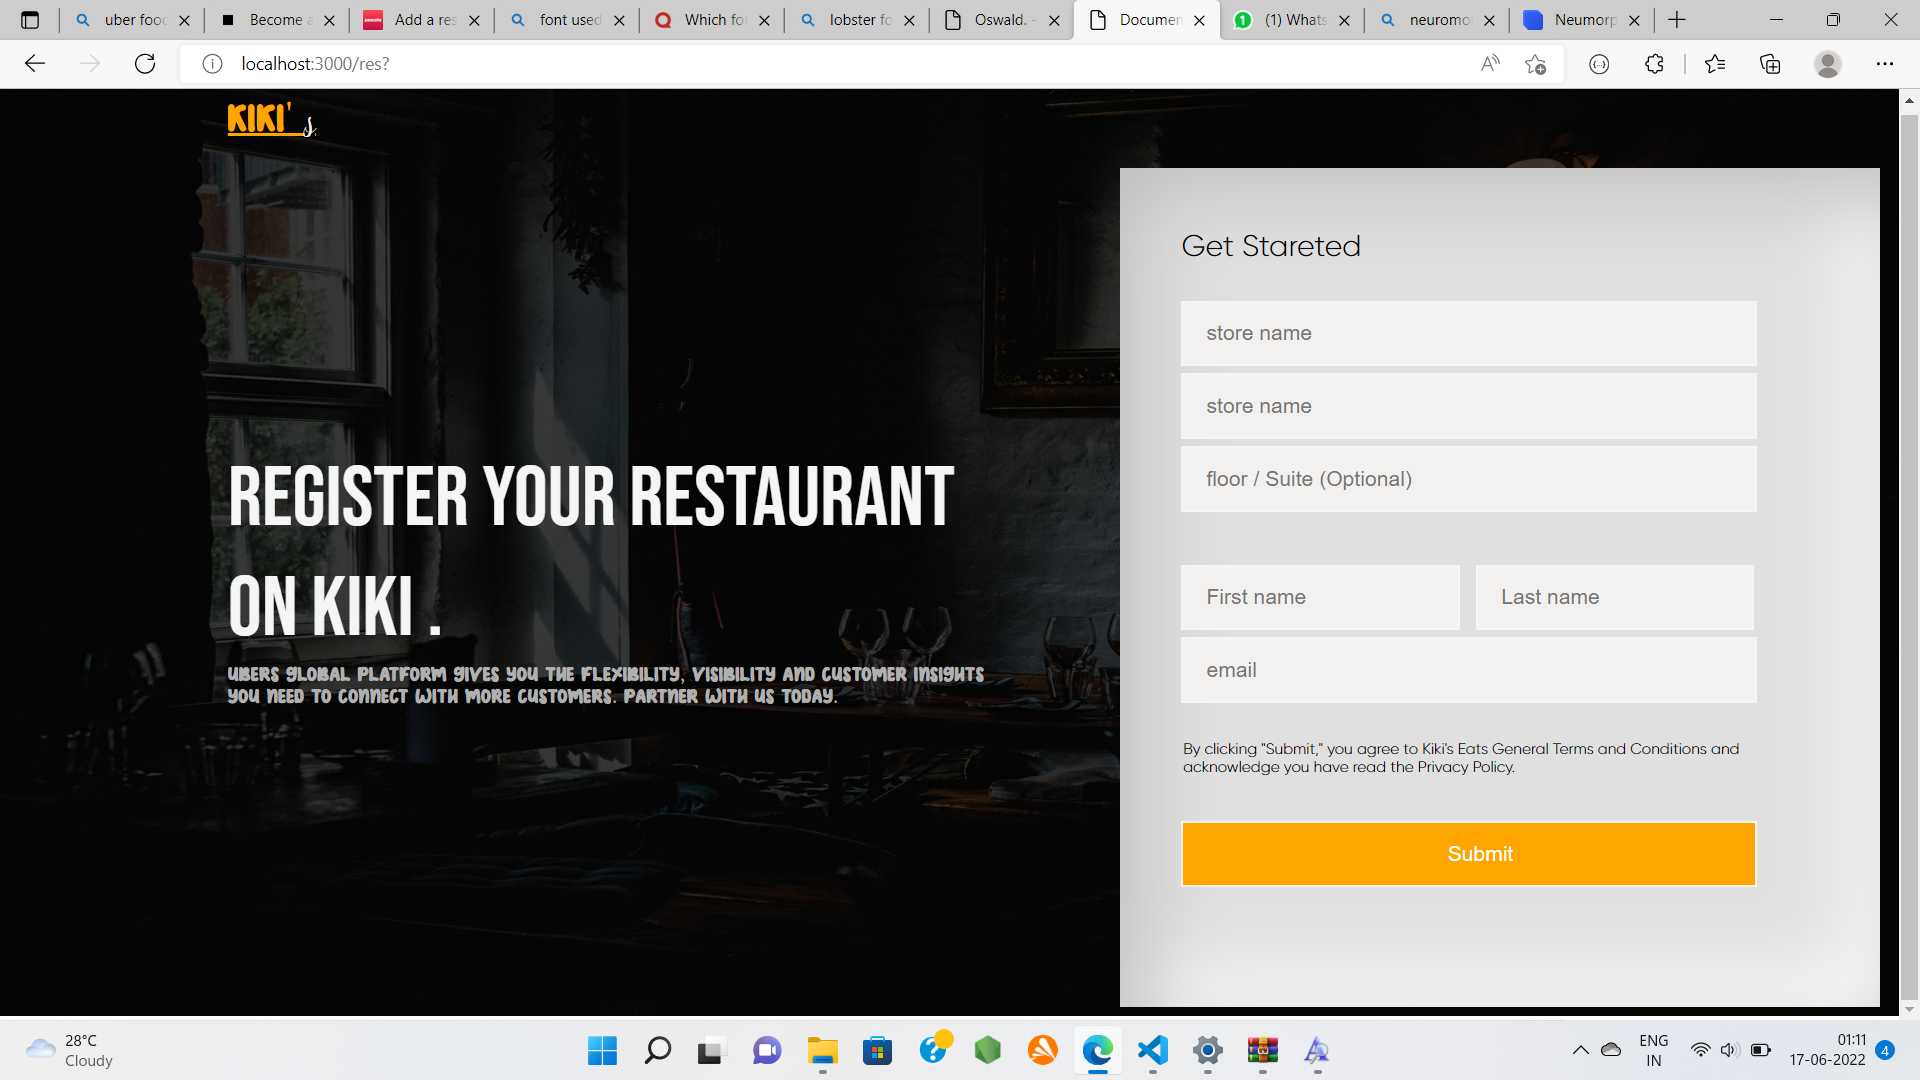 uber food
Become a
Add a res
font used
Which fo
lobster fo
Oswald. -
Documen
(1) Whats
neuromo
Neumorp
localhost:3000/res?
KIKI's
Get Stareted
store name
store name
floor / Suite (Optional)
REGISTER YOUR RESTAURANT
ON KIKI .
First name Last name
UBERS GLOBAL PLATFORM GIVES YOU THE FLEXIBILITY, VISIBILITY AND CUSTOMER INSIGHTS
YOU NEED TO CONNECT WITH MORE CUSTOMERS. PARTNER WITH US TODAY.
email
By clicking "Submit," you agree to Kiki's Eats General Terms and Conditions and
acknowledge you have read the Privacy Policy.
Submit
28°C
Cloudy
ENG
IN
01:11
17-06-2022
4